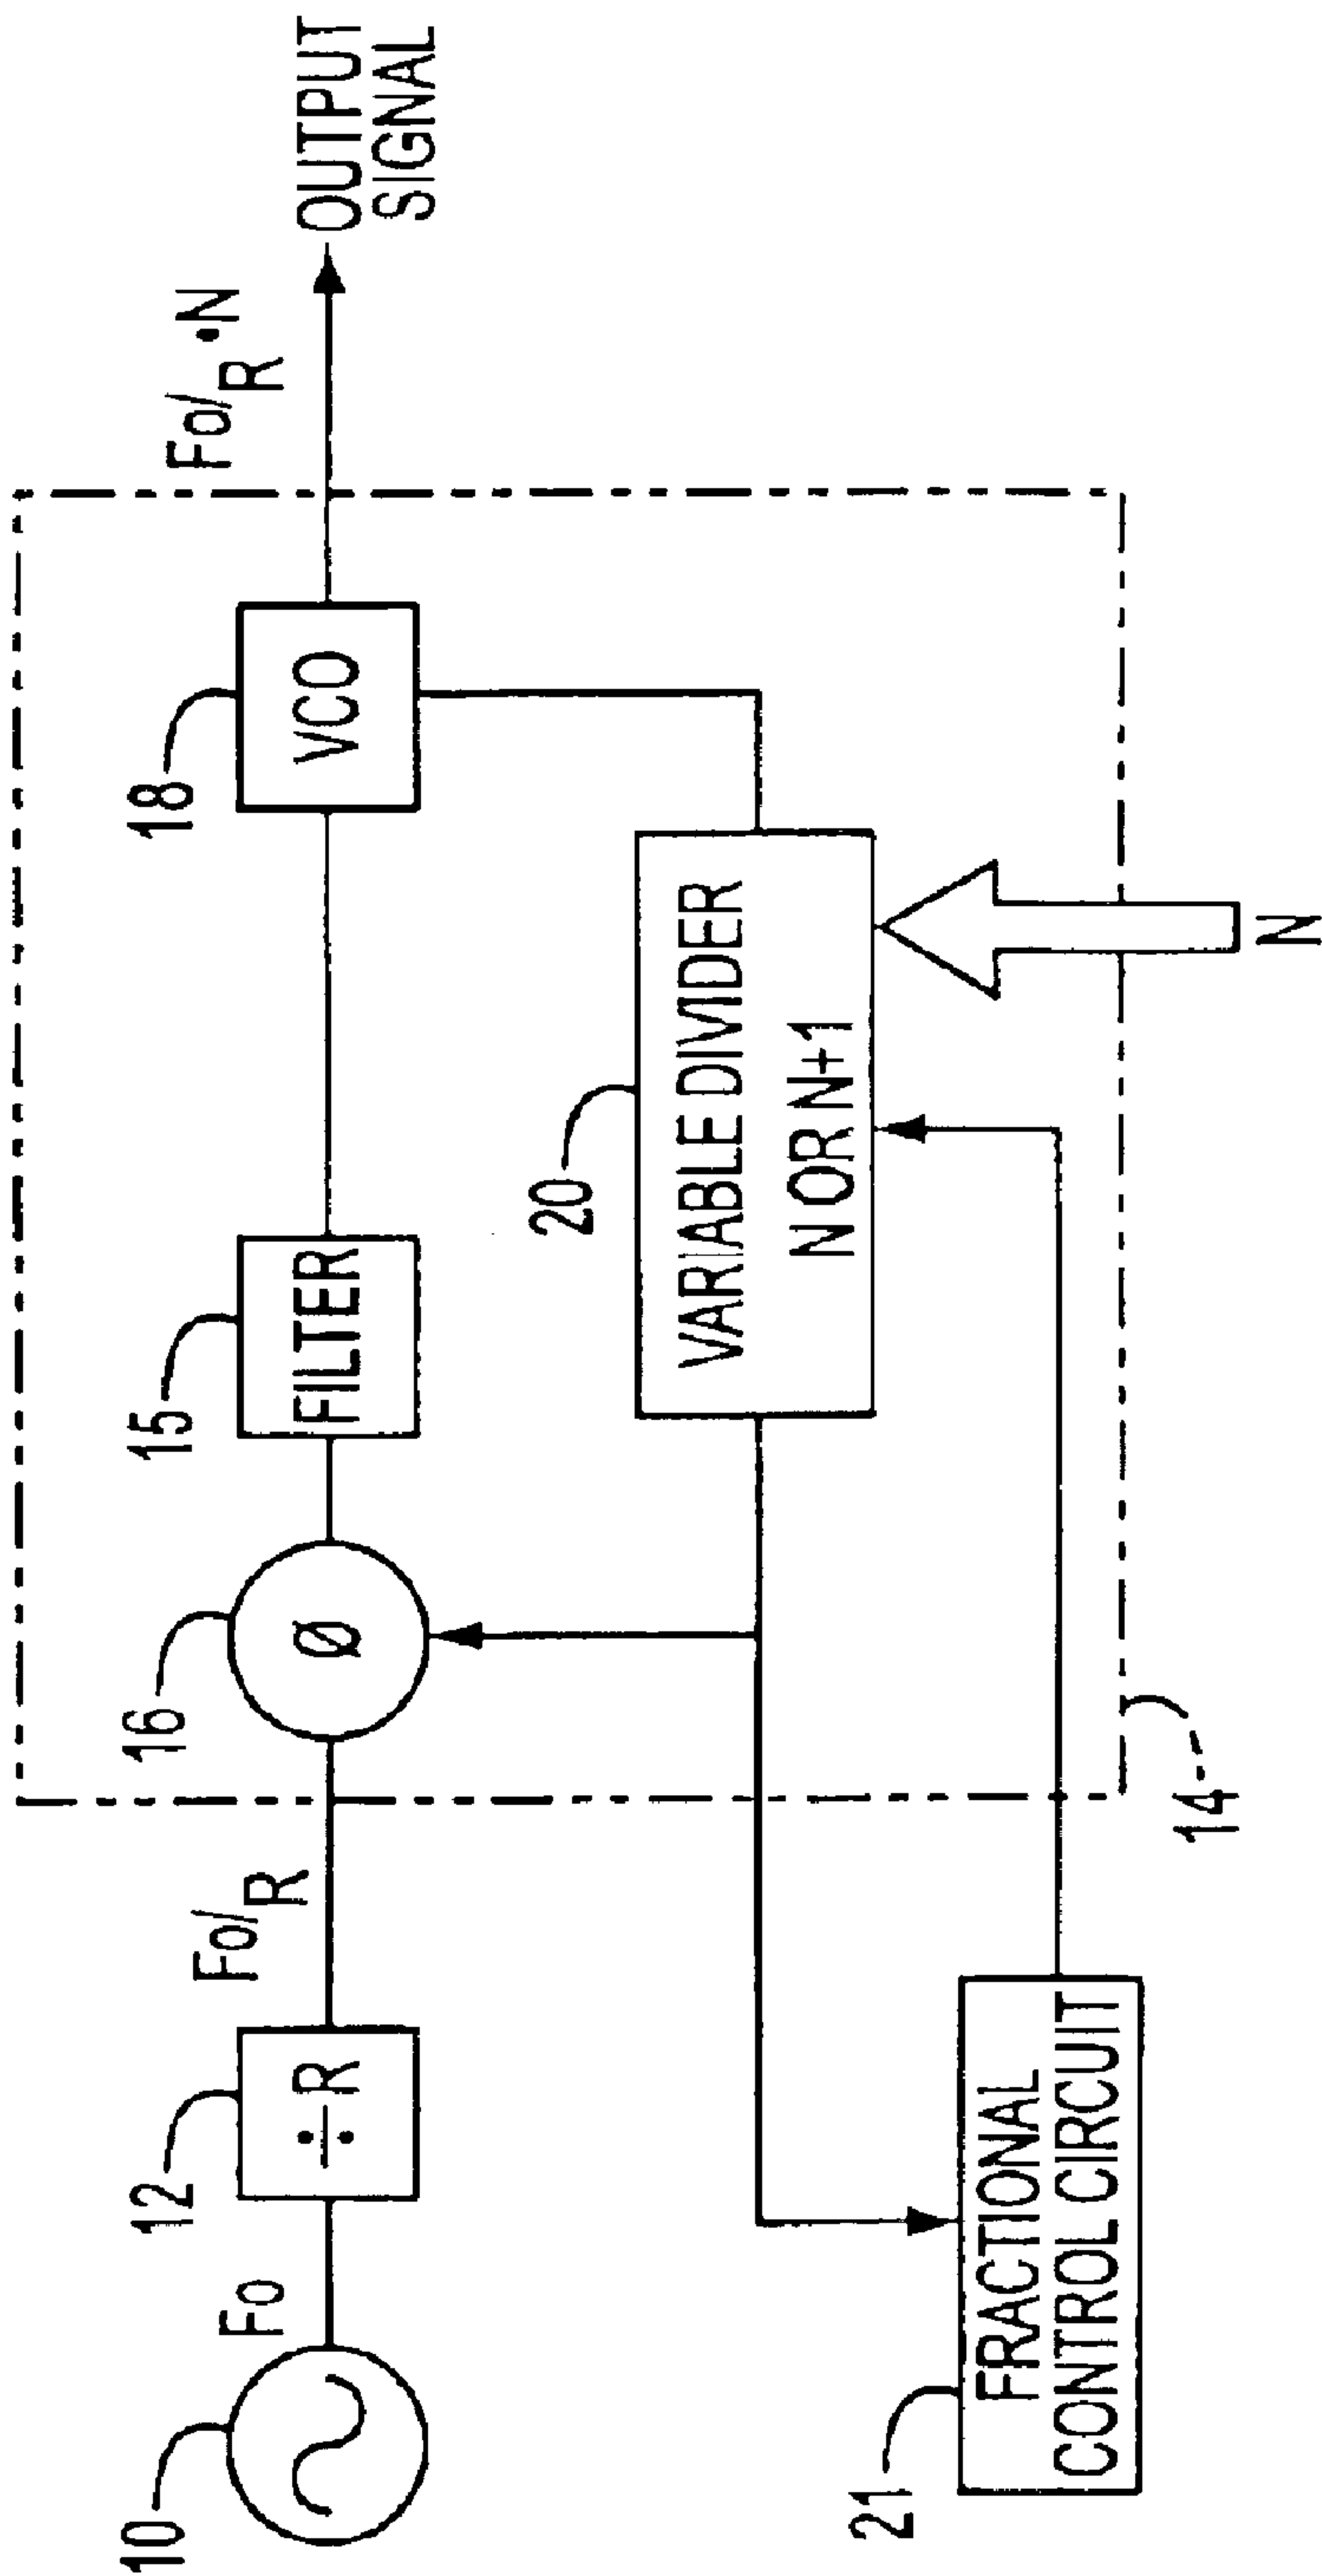 10
Fo
12
÷R
Fo/R
16
Ø
15
FILTER
18
VCO
Fo/R •N
OUTPUT
SIGNAL
20
VARIABLE DIVIDER
N OR N+1
21
FRACTIONAL
CONTROL CIRCUIT
14
N